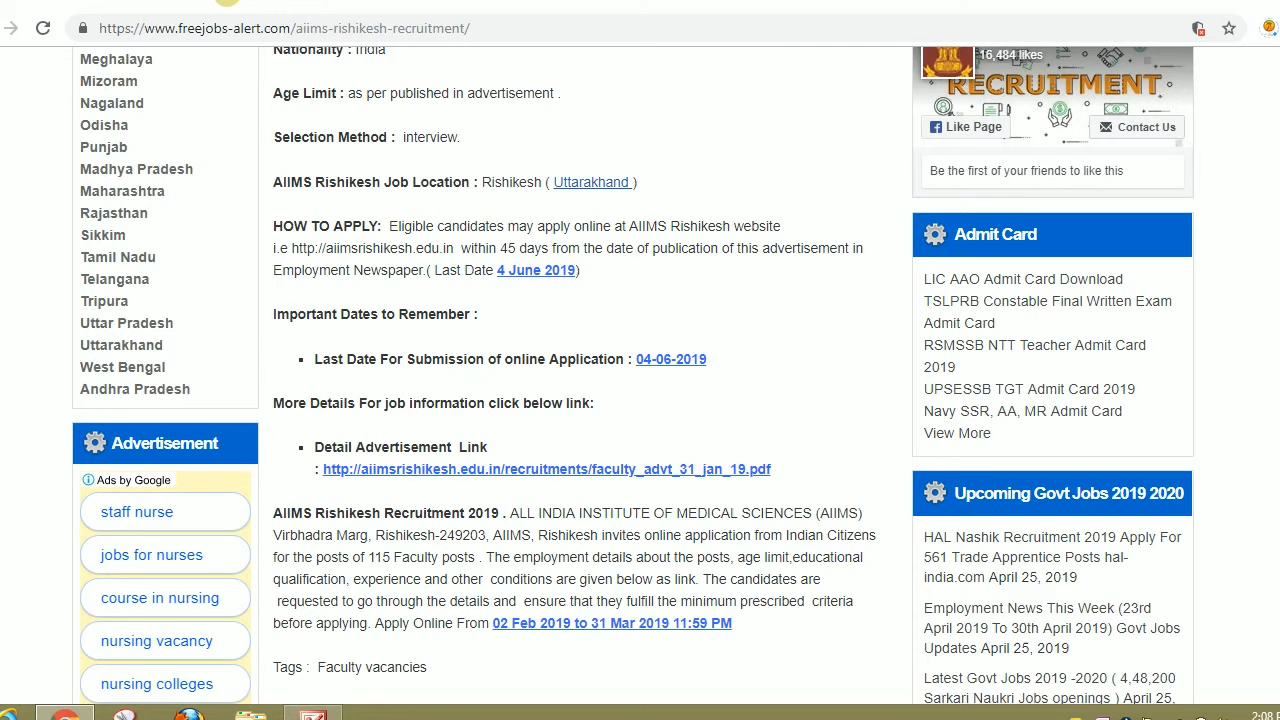 https://www.freejobs-alert.com/aiims-rishikesh-recruitment/
Meghalaya
Mizoram
Nagaland
Odisha
Punjab
Madhya Pradesh
Maharashtra
Rajasthan
Sikkim
Tamil Nadu
Telangana
Tripura
Uttar Pradesh
Uttarakhand
West Bengal
Andhra Pradesh
Advertisement
Ads by Google
staff nurse
jobs for nurses
course in nursing
nursing vacancy
nursing colleges
Nationality : India
Age Limit : as per published in advertisement .
Selection Method : interview.
AIIMS Rishikesh Job Location : Rishikesh ( Uttarakhand )
HOW TO APPLY: Eligible candidates may apply online at AIIMS Rishikesh website
i.e http://aiimsrishikesh.edu.in within 45 days from the date of publication of this advertisement in
Employment Newspaper.( Last Date 4 June 2019)
Important Dates to Remember :
▪ Last Date For Submission of online Application : 04-06-2019
More Details For job information click below link:
▪ Detail Advertisement Link
: http://aiimsrishikesh.edu.in/recruitments/faculty_advt_31_jan_19.pdf
AIIMS Rishikesh Recruitment 2019 . ALL INDIA INSTITUTE OF MEDICAL SCIENCES (AIIMS)
Virbhadra Marg, Rishikesh-249203, AIIMS, Rishikesh invites online application from Indian Citizens
for the posts of 115 Faculty posts . The employment details about the posts, age limit educational
qualification, experience and other conditions are given below as link. The candidates are
requested to go through the details and ensure that they fulfill the minimum prescribed criteria
before applying. Apply Online From 02 Feb 2019 to 31 Mar 2019 11:59 PM
Tags : Faculty vacancies
16,484 likes
RECRUITMENT
Like Page
Contact Us
Be the first of your friends to like this
Admit Card
LIC AAO Admit Card Download
TSLPRB Constable Final Written Exam
Admit Card
RSMSSB NTT Teacher Admit Card
2019
UPSESSB TGT Admit Card 2019
Navy SSR, AA, MR Admit Card
View More
Upcoming Govt Jobs 2019 2020
HAL Nashik Recruitment 2019 Apply For
561 Trade Apprentice Posts hal-
india.com April 25, 2019
Employment News This Week (23rd
April 2019 To 30th April 2019) Govt Jobs
Updates April 25, 2019
Latest Govt Jobs 2019 -2020 ( 4,48,200
Sarkari Naukri Jobs openings ) April 25,
2:08